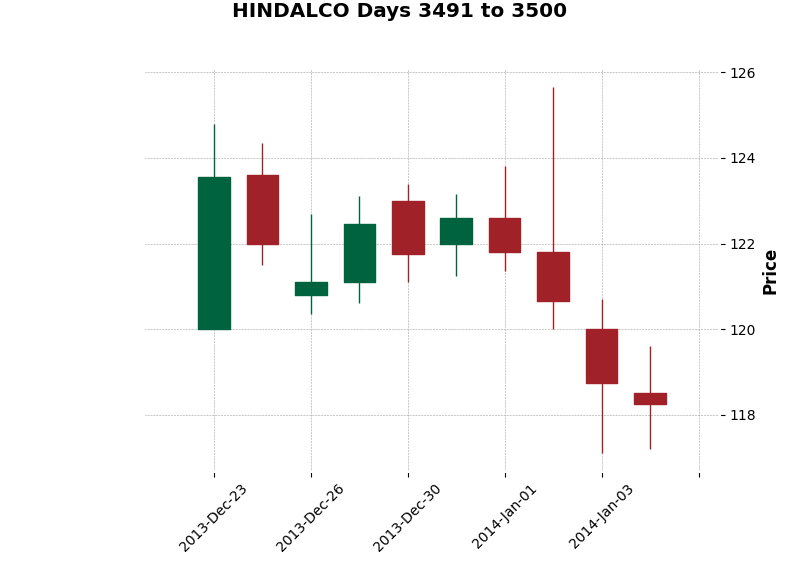 HINDALCO Days 3491 to 3500
126
124
122
120
118
Price
2013-Dec-23
2013-Dec-26
2013-Dec-30
2014-Jan-01
2014-Jan-03